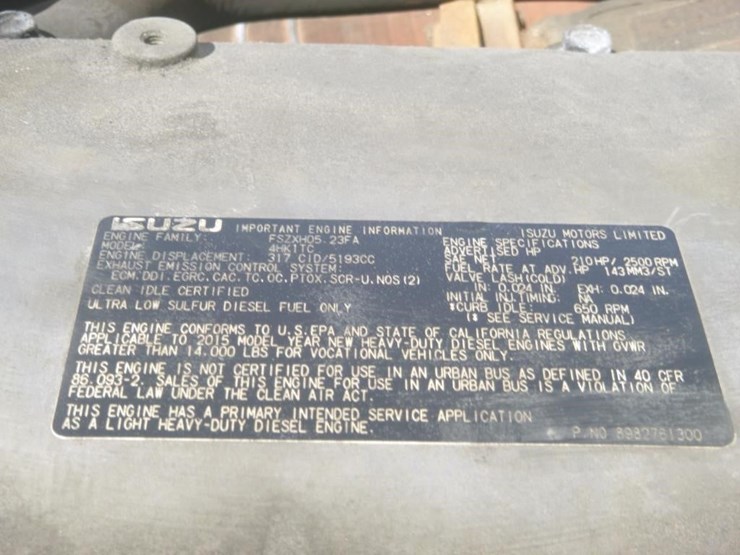 ISUZU IMPORTANT ENGINE INFORMATION ISUZU MOTORS LIMITED
ENGINE FAMILY: FSZXH05.23FA
MODEL: 4HK1TC
ENGINE DISPLACEMENT: 317 CID/5193CC
EXHAUST EMISSION CONTROL SYSTEM:
ECM.DDI.EGRC.CAC.TC.OC.PTOX.SCR-U.NOS(2)
CLEAN IDLE CERTIFIED
ULTRA LOW SULFUR DIESEL FUEL ONLY
ENGINE SPECIFICATIONS
ADVERTISED HP
SAE NET 210HP/ 2500RPM
FUEL RATE AT ADV. HP 143MM3/ST
VALVE LASH(COLD)
IN: 0.024 IN. EXH: 0.024 IN.
INITIAL INJ.TIMING: NA
*CURB IDLE: 650 RPM
(* SEE SERVICE MANUAL)
THIS ENGINE CONFORMS TO U.S.EPA AND STATE OF CALIFORNIA REGULATIONS
APPLICABLE TO 2015 MODEL YEAR NEW HEAVY-DUTY DIESEL ENGINES WITH GVWR
GREATER THAN 14.000 LBS FOR VOCATIONAL VEHICLES ONLY.
THIS ENGINE IS NOT CERTIFIED FOR USE IN AN URBAN BUS AS DEFINED IN 40 CFR
86.093-2. SALES OF THIS ENGINE FOR USE IN AN URBAN BUS IS A VIOLATION OF
FEDERAL LAW UNDER THE CLEAN AIR ACT.
THIS ENGINE HAS A PRIMARY INTENDED SERVICE APPLICATION
AS A LIGHT HEAVY-DUTY DIESEL ENGINE.
P/NO 8982761300